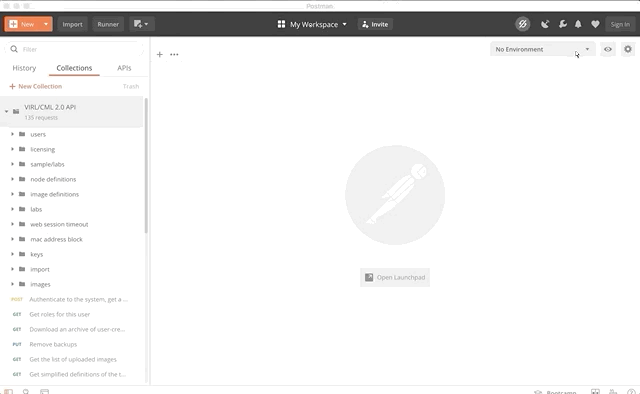 Postman
New
Import
Runner
My Workspace
Invite
Sign In
Filter
No Environment
History
Collections
APIs
New Collection
Trash
VIRL/CML 2.0 API
135 requests
users
licensing
sample/labs
node definitions
image definitions
labs
web session timeout
mac address block
keys
import
images
Open Launchpad
POST Authenticate to the system, get a ...
GET Get roles for this user
GET Download an archive of user-cre...
PUT Remove backups
GET Get the list of uploaded images
GET Get simplified definitions of the t...
Bootcamp